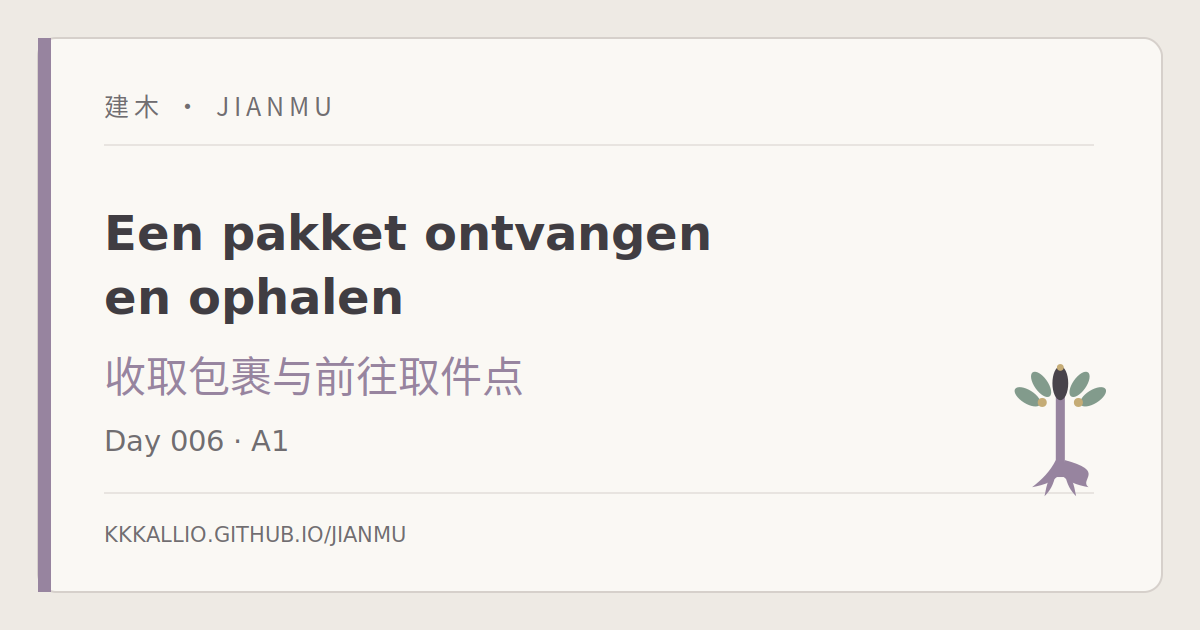 建木 · JIANMU
Een pakket ontvangen
en ophalen
收取包裹与前往取件点
Day 006 · A1
KKKALLIO.GITHUB.IO/JIANMU